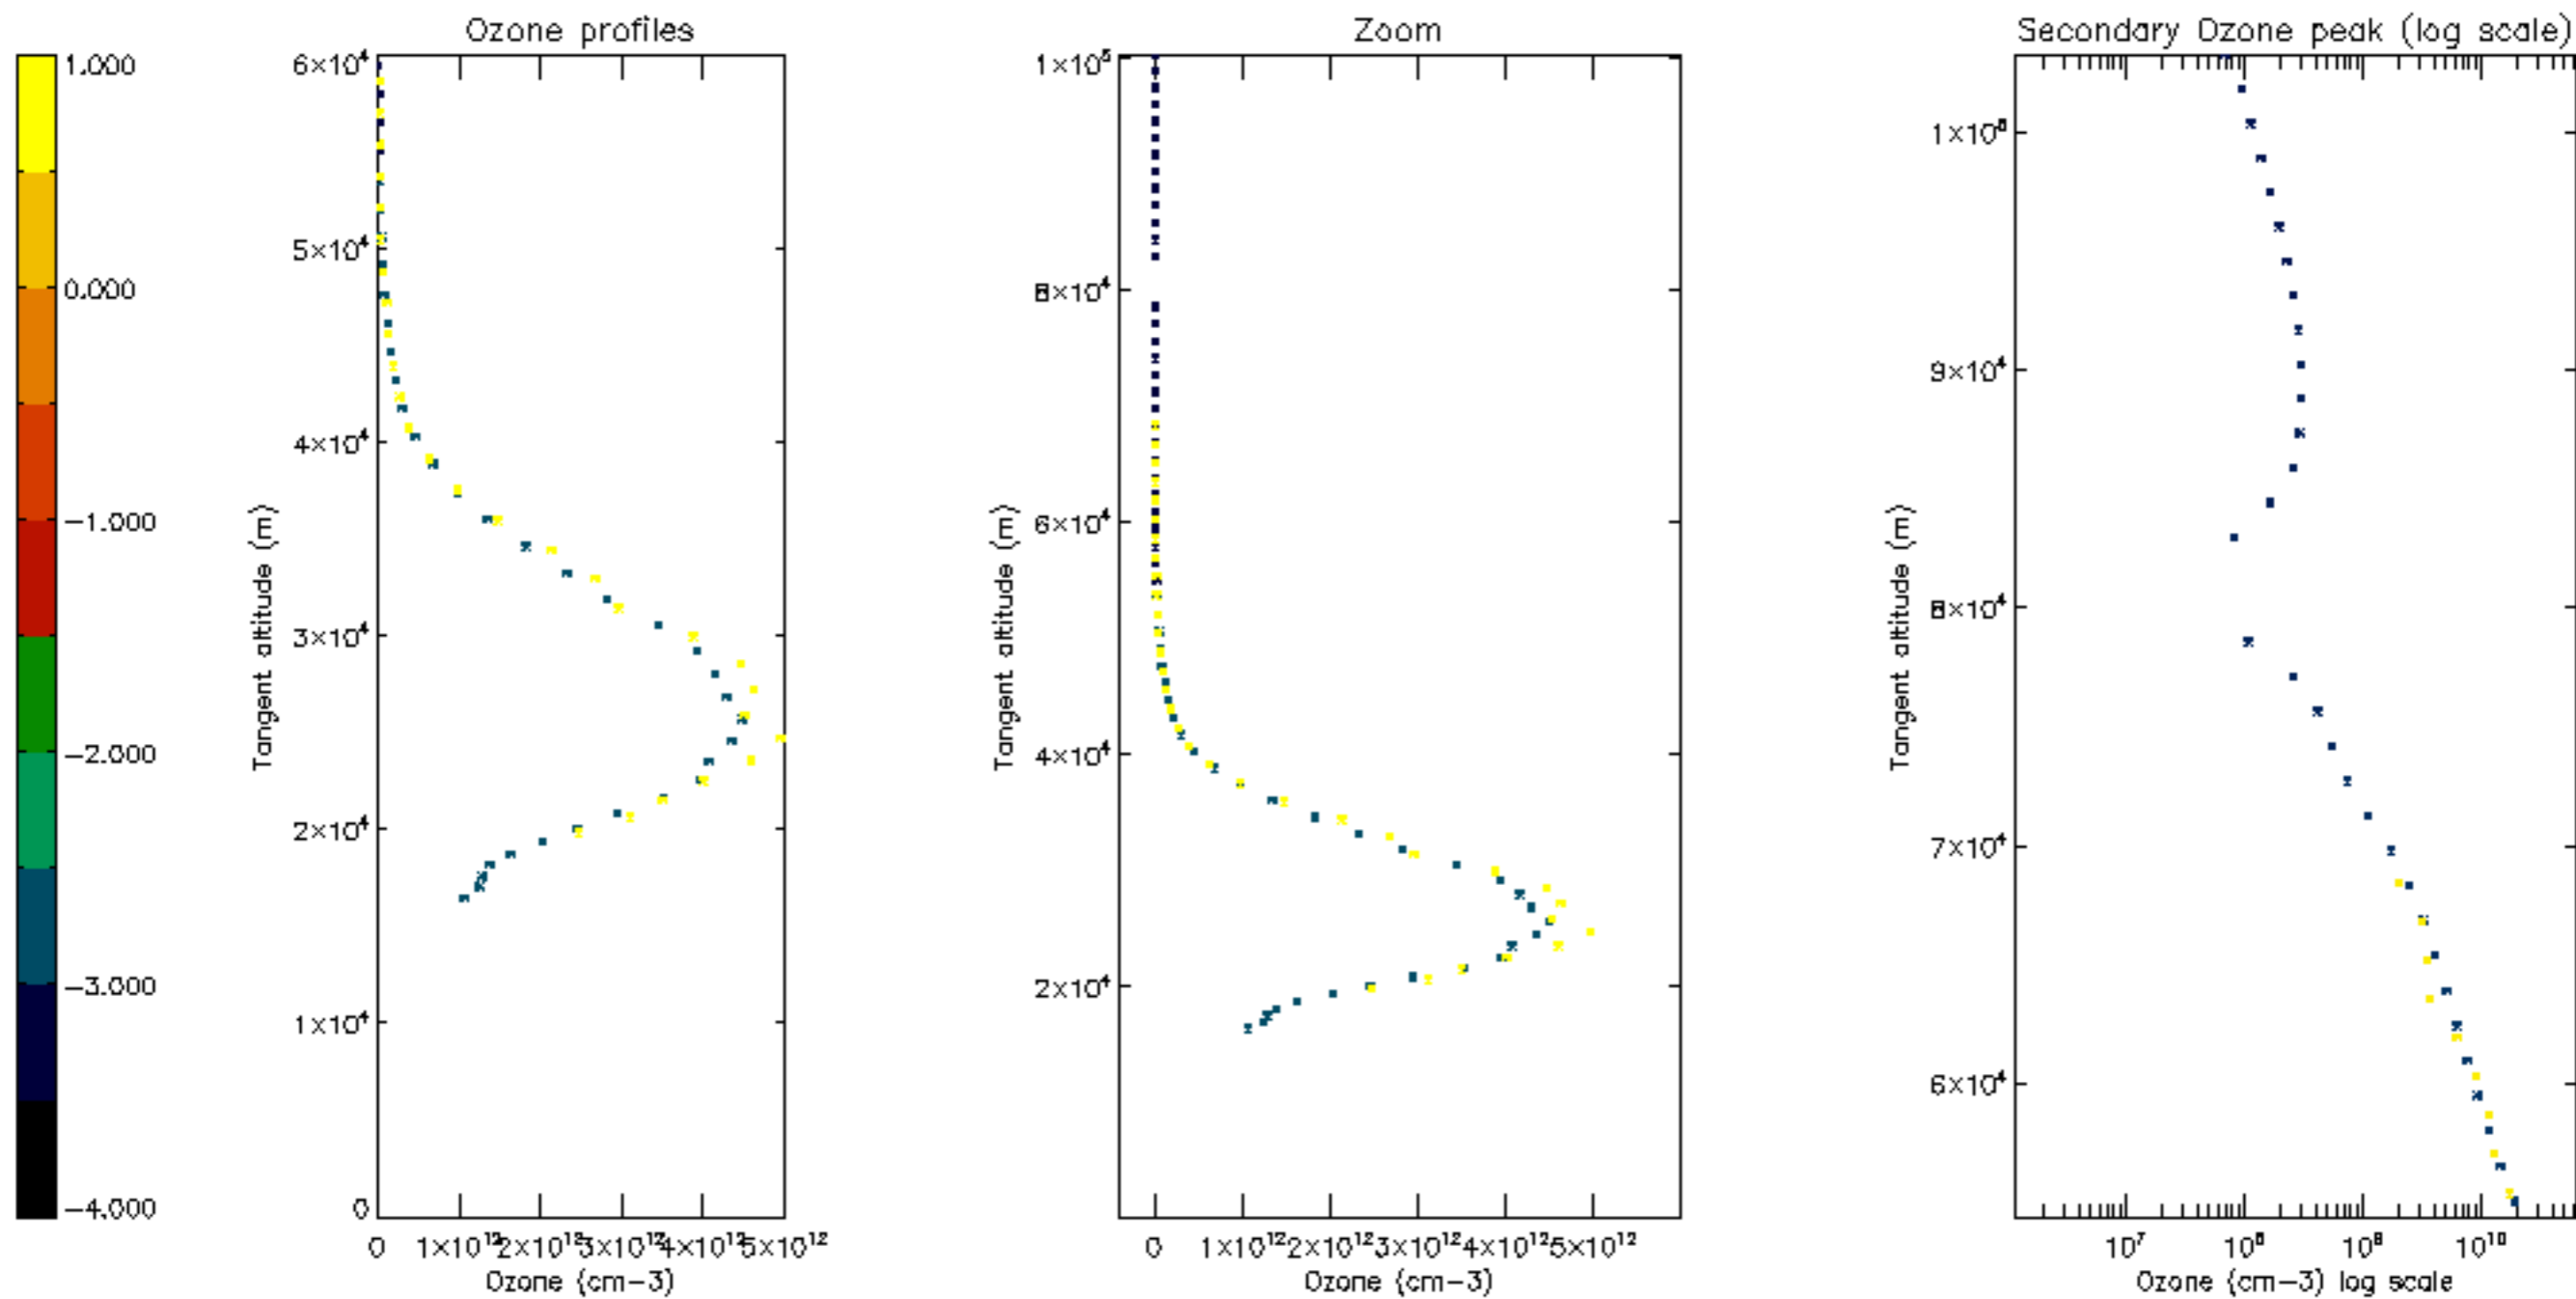 Ozone profiles
Zoom
Secondary Ozone peak (log scale)
1.000
0.000
−1.000
−2.000
−3.000
−4.000
6×10⁴
5×10⁴
4×10⁴
3×10⁴
2×10⁴
1×10⁴
0
Tangent altitude (m)
0 1×10¹² 2×10¹² 3×10¹² 4×10¹² 5×10¹²
Ozone (cm−3)
1×10⁵
8×10⁴
6×10⁴
4×10⁴
2×10⁴
Tangent altitude (m)
0 1×10¹² 2×10¹² 3×10¹² 4×10¹² 5×10¹²
Ozone (cm−3)
9×10⁴
8×10⁴
7×10⁴
6×10⁴
Tangent altitude (m)
10⁷ 10⁸ 10⁹ 10¹⁰
Ozone (cm−3) log scale